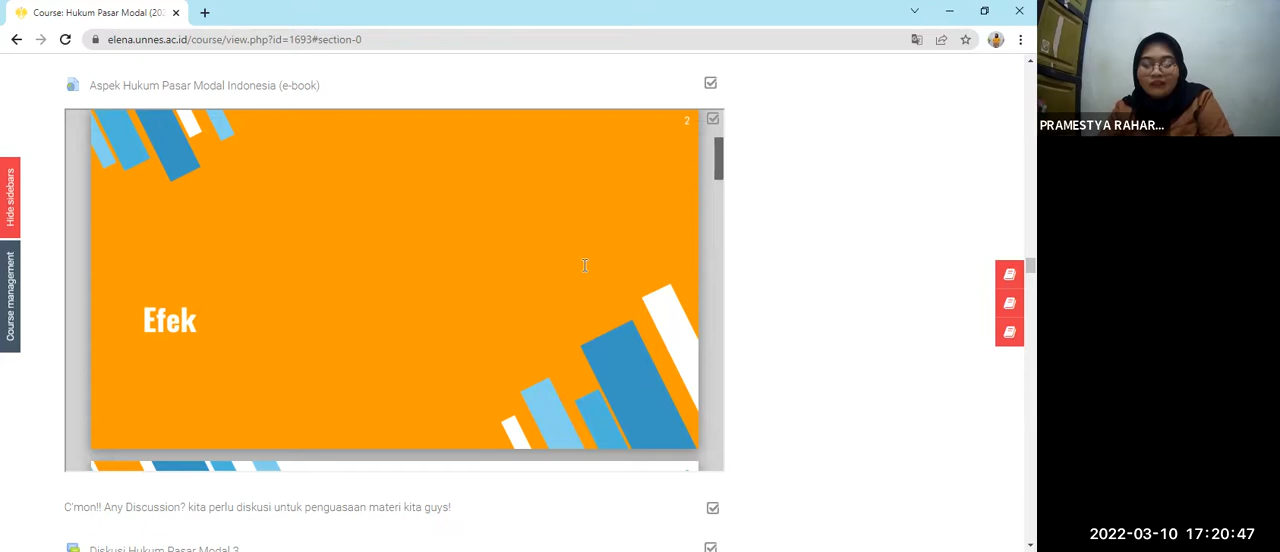 Course: Hukum Pasar Modal (202
elena.unnes.ac.id/course/view.php?id=1693#section-0
Aspek Hukum Pasar Modal Indonesia (e-book)
2
Efek
C'mon!! Any Discussion? kita perlu diskusi untuk penguasaan materi kita guys!
Diskusi Hukum Pasar Modal 3
Hide sidebars
Course management
PRAMESTYA RAHAR...
2022-03-10 17:20:47